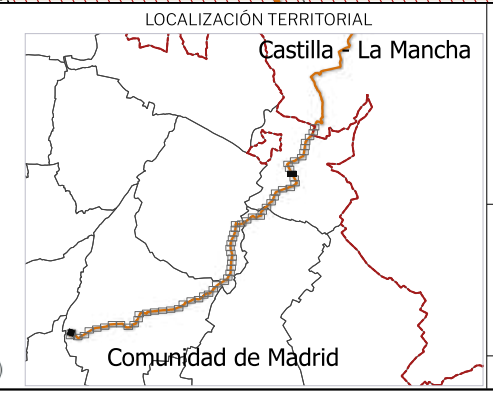 LOCALIZACIÓN TERRITORIAL
Castilla - La Mancha
Comunidad de Madrid